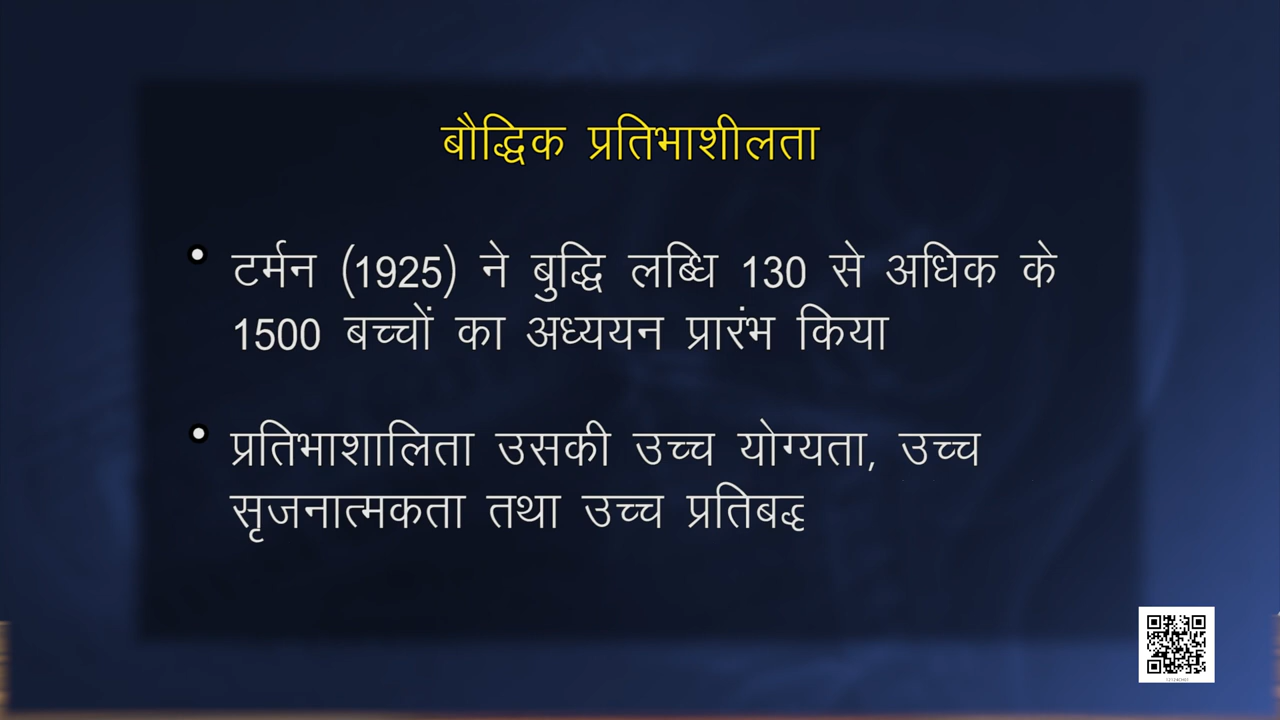 बौद्धिक प्रतिभाशीलता
• टर्मन (1925) ने बुद्धि लब्धि 130 से अधिक के
1500 बच्चों का अध्ययन प्रारंभ किया
• प्रतिभाशालिता उसकी उच्च योग्यता, उच्च
सृजनात्मकता तथा उच्च प्रतिबद्ध